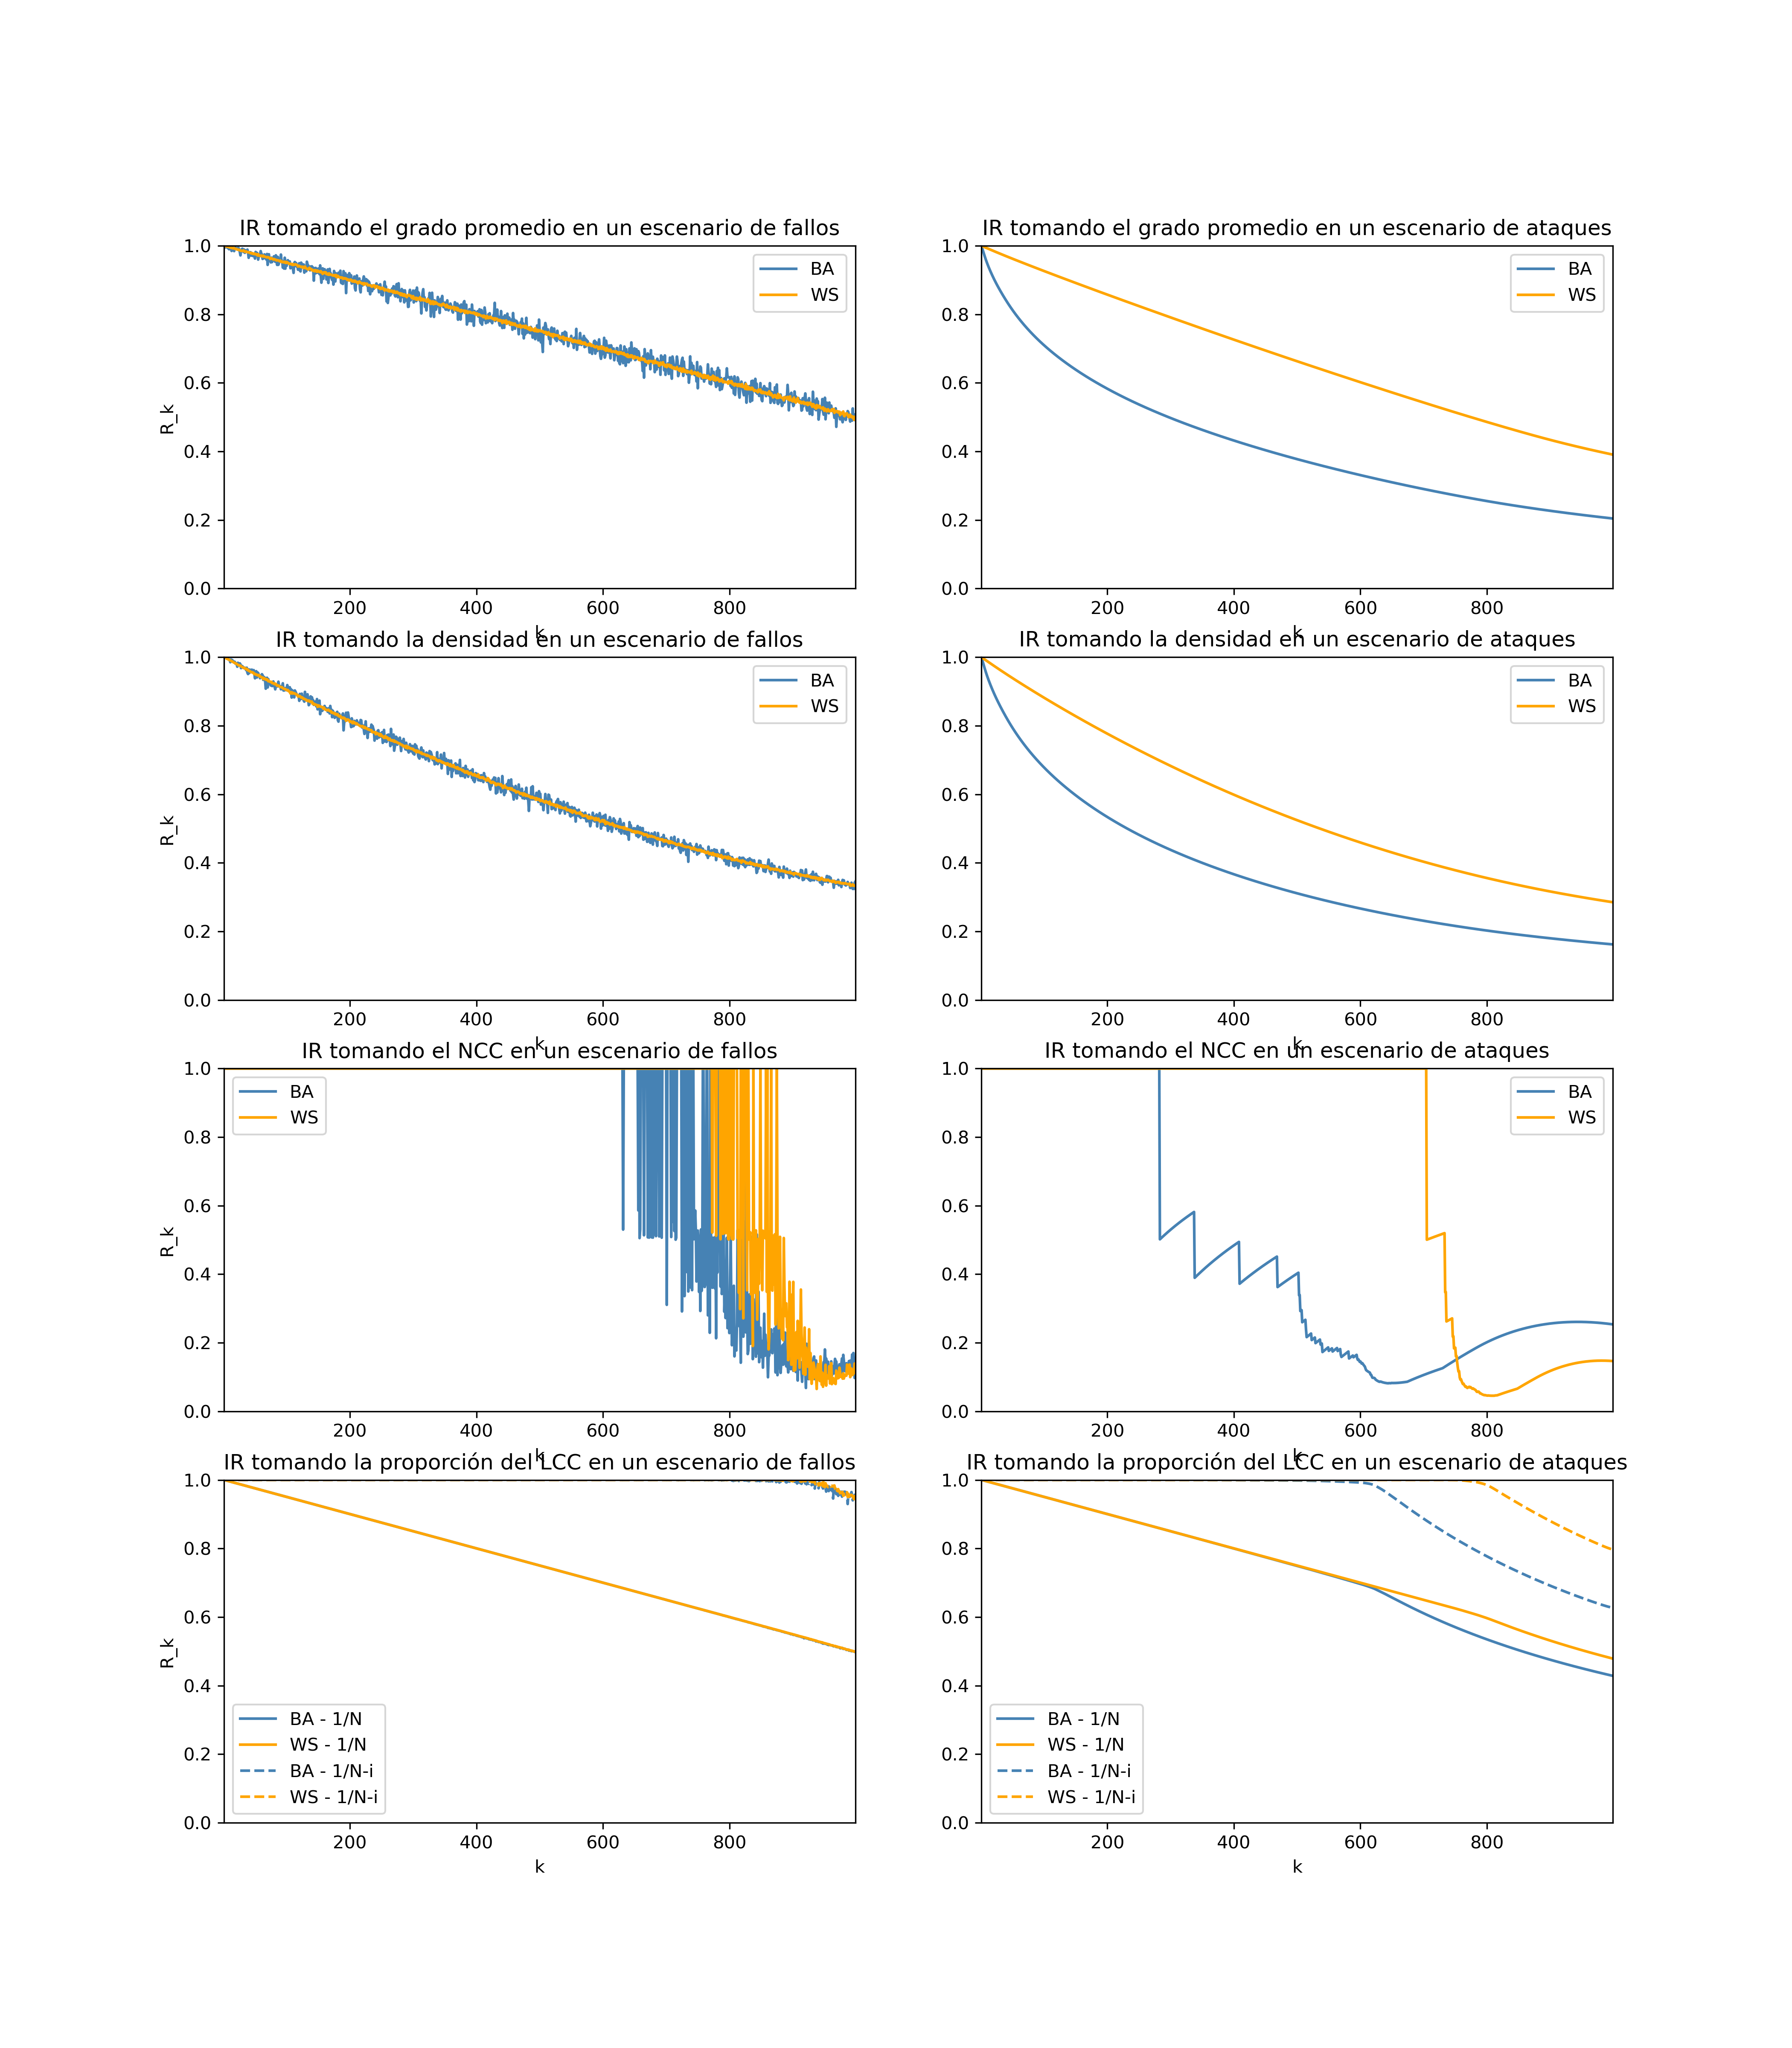 IR tomando el grado promedio en un escenario de fallos
1.0
0.8
0.6
0.4
0.2
0.0
R_k
BA
WS
200 400 600 800
k
IR tomando el grado promedio en un escenario de ataques
1.0
0.8
0.6
0.4
0.2
0.0
BA
WS
200 400 600 800
k
IR tomando la densidad en un escenario de fallos
1.0
0.8
0.6
0.4
0.2
0.0
R_k
BA
WS
200 400 600 800
k
IR tomando la densidad en un escenario de ataques
1.0
0.8
0.6
0.4
0.2
0.0
BA
WS
200 400 600 800
k
IR tomando el NCC en un escenario de fallos
1.0
0.8
0.6
0.4
0.2
0.0
R_k
BA
WS
200 400 600 800
k
IR tomando el NCC en un escenario de ataques
1.0
0.8
0.6
0.4
0.2
0.0
BA
WS
200 400 600 800
k
IR tomando la proporción del LCC en un escenario de fallos
1.0
0.8
0.6
0.4
0.2
0.0
R_k
BA - 1/N
WS - 1/N
BA - 1/N-i
WS - 1/N-i
200 400 600 800
k
IR tomando la proporción del LCC en un escenario de ataques
1.0
0.8
0.6
0.4
0.2
0.0
BA - 1/N
WS - 1/N
BA - 1/N-i
WS - 1/N-i
200 400 600 800
k